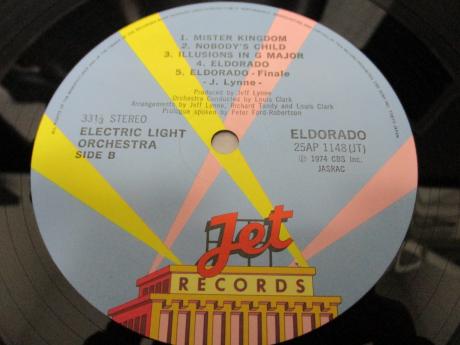 1. MISTER KINGDOM
2. NOBODY'S CHILD
3. ILLUSIONS IN G MAJOR
4. ELDORADO
5. ELDORADO - Finale
- J. Lynne -
Produced by Jeff Lynne
Orchestra Conducted by Louis Clark
Arrangements by Jeff Lynne, Richard Tandy and Louis Clark
Prologue spoken by Peter Ford-Robertson
33⅓ STEREO
ELECTRIC LIGHT
ORCHESTRA
SIDE B
ELDORADO
25AP 1148(JT)
Ⓟ 1974 CBS Inc.
JASRAC
Jet
RECORDS